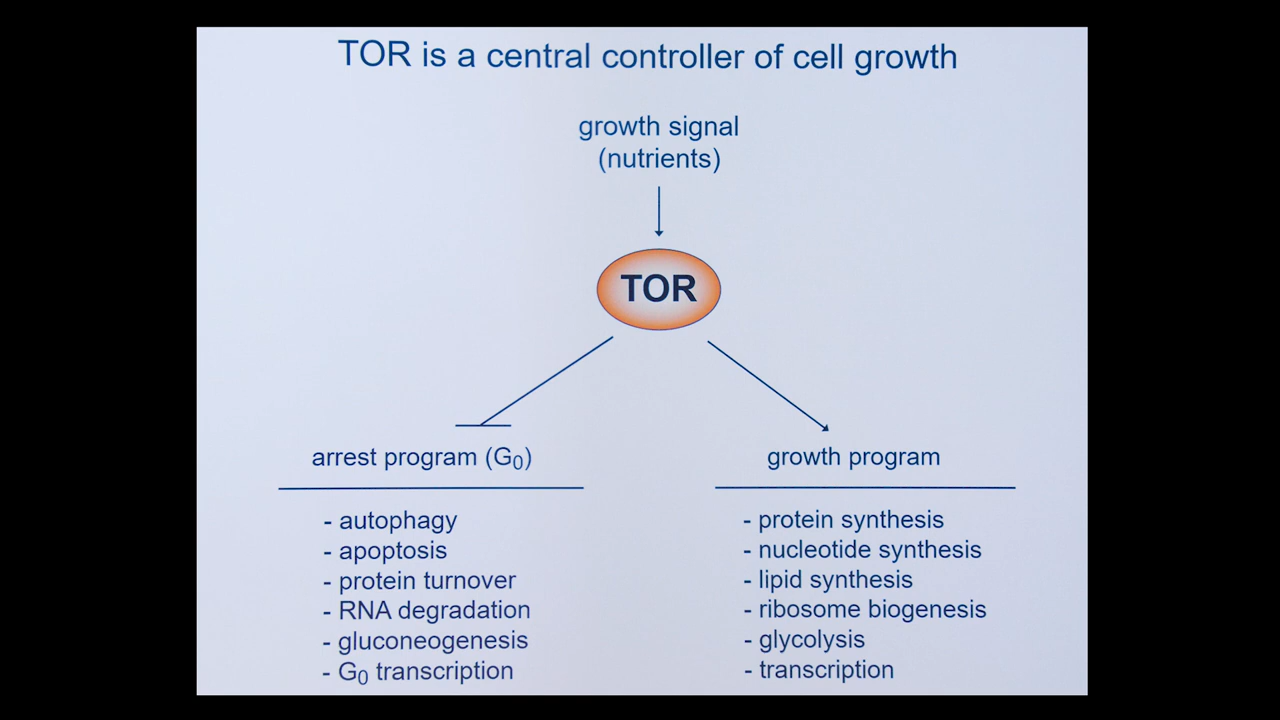 TOR is a central controller of cell growth
growth signal
(nutrients)
TOR
arrest program (G₀)
- autophagy
- apoptosis
- protein turnover
- RNA degradation
- gluconeogenesis
- G₀ transcription
growth program
- protein synthesis
- nucleotide synthesis
- lipid synthesis
- ribosome biogenesis
- glycolysis
- transcription